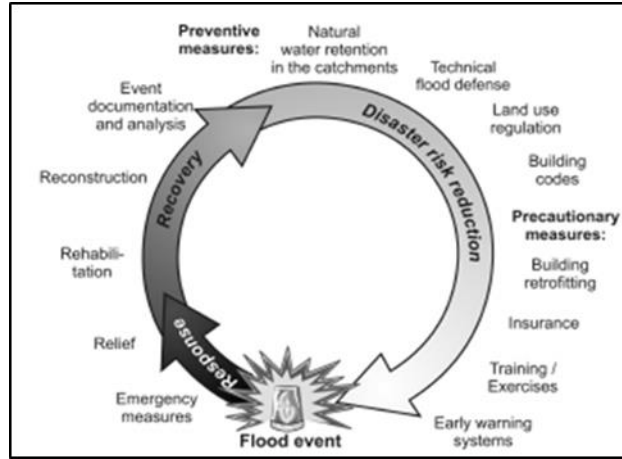 Preventive
measures:
Natural
water retention
in the catchments
Technical
flood defense
Land use
regulation
Building
codes
Precautionary
measures:
Building
retrofitting
Insurance
Training /
Exercises
Early warning
systems
Disaster risk reduction
Flood event
Response
Emergency
measures
Relief
Recovery
Rehabili-
tation
Reconstruction
Event
documentation
and analysis